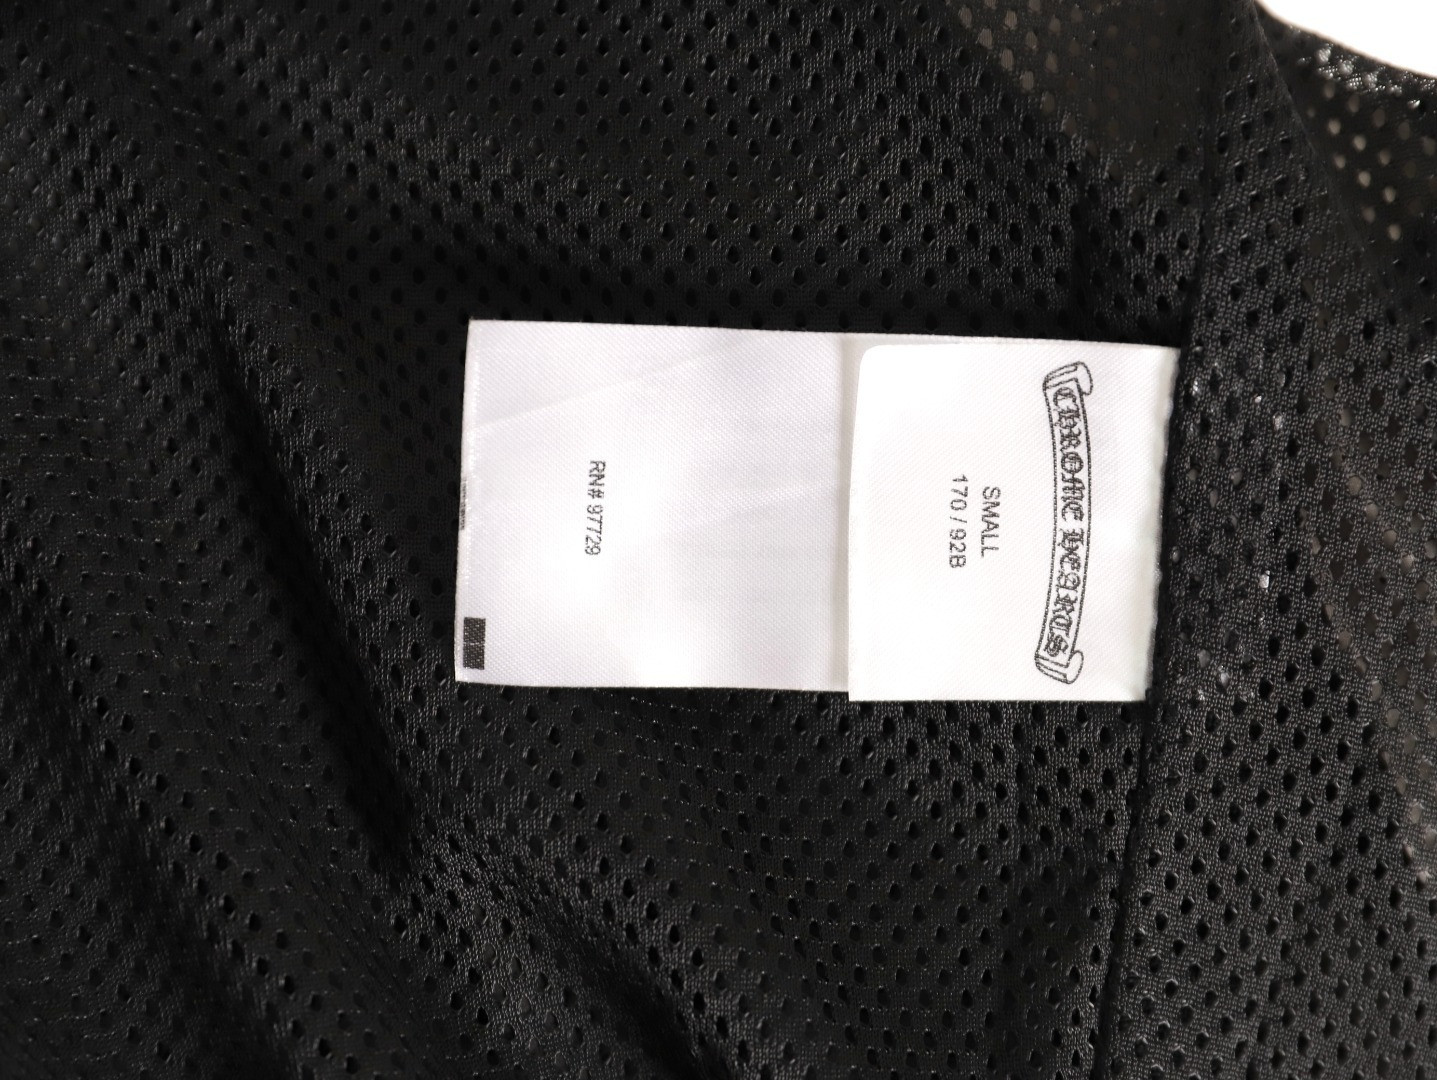 CHROME HEARTS
SMALL
170 / 92B
RN# 97729